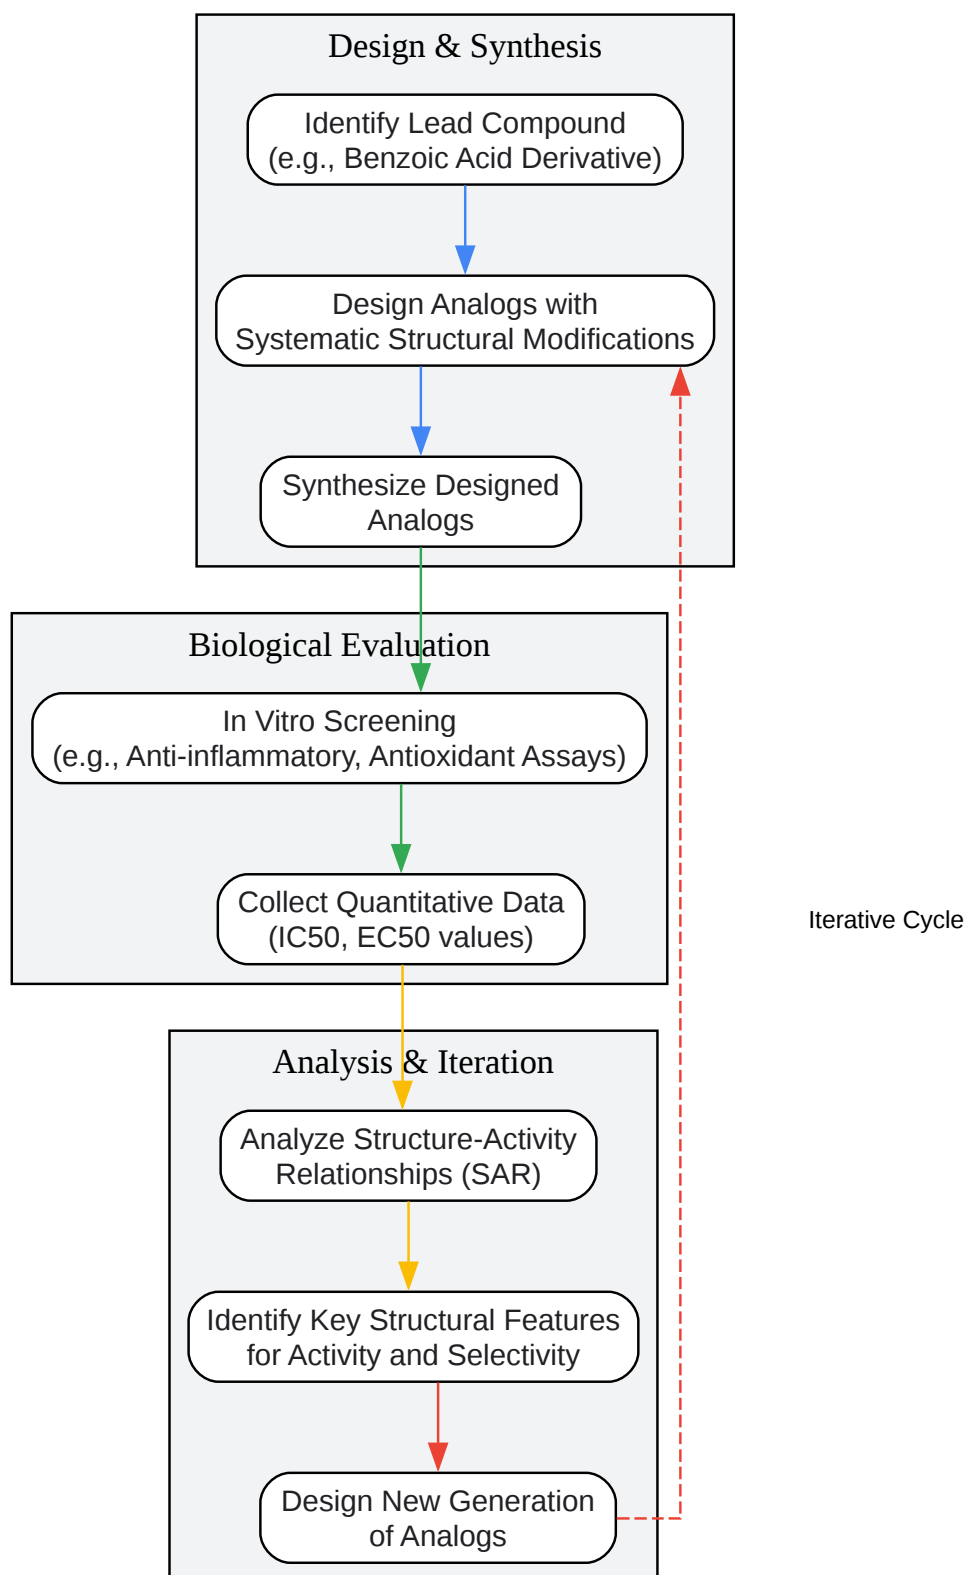 Design & Synthesis
Identify Lead Compound
(e.g., Benzoic Acid Derivative)
Design Analogs with
Systematic Structural Modifications
Synthesize Designed
Analogs
Biological Evaluation
In Vitro Screening
(e.g., Anti-inflammatory, Antioxidant Assays)
Collect Quantitative Data
(IC50, EC50 values)
Iterative Cycle
Analysis & Iteration
Analyze Structure-Activity
Relationships (SAR)
Identify Key Structural Features
for Activity and Selectivity
Design New Generation
of Analogs